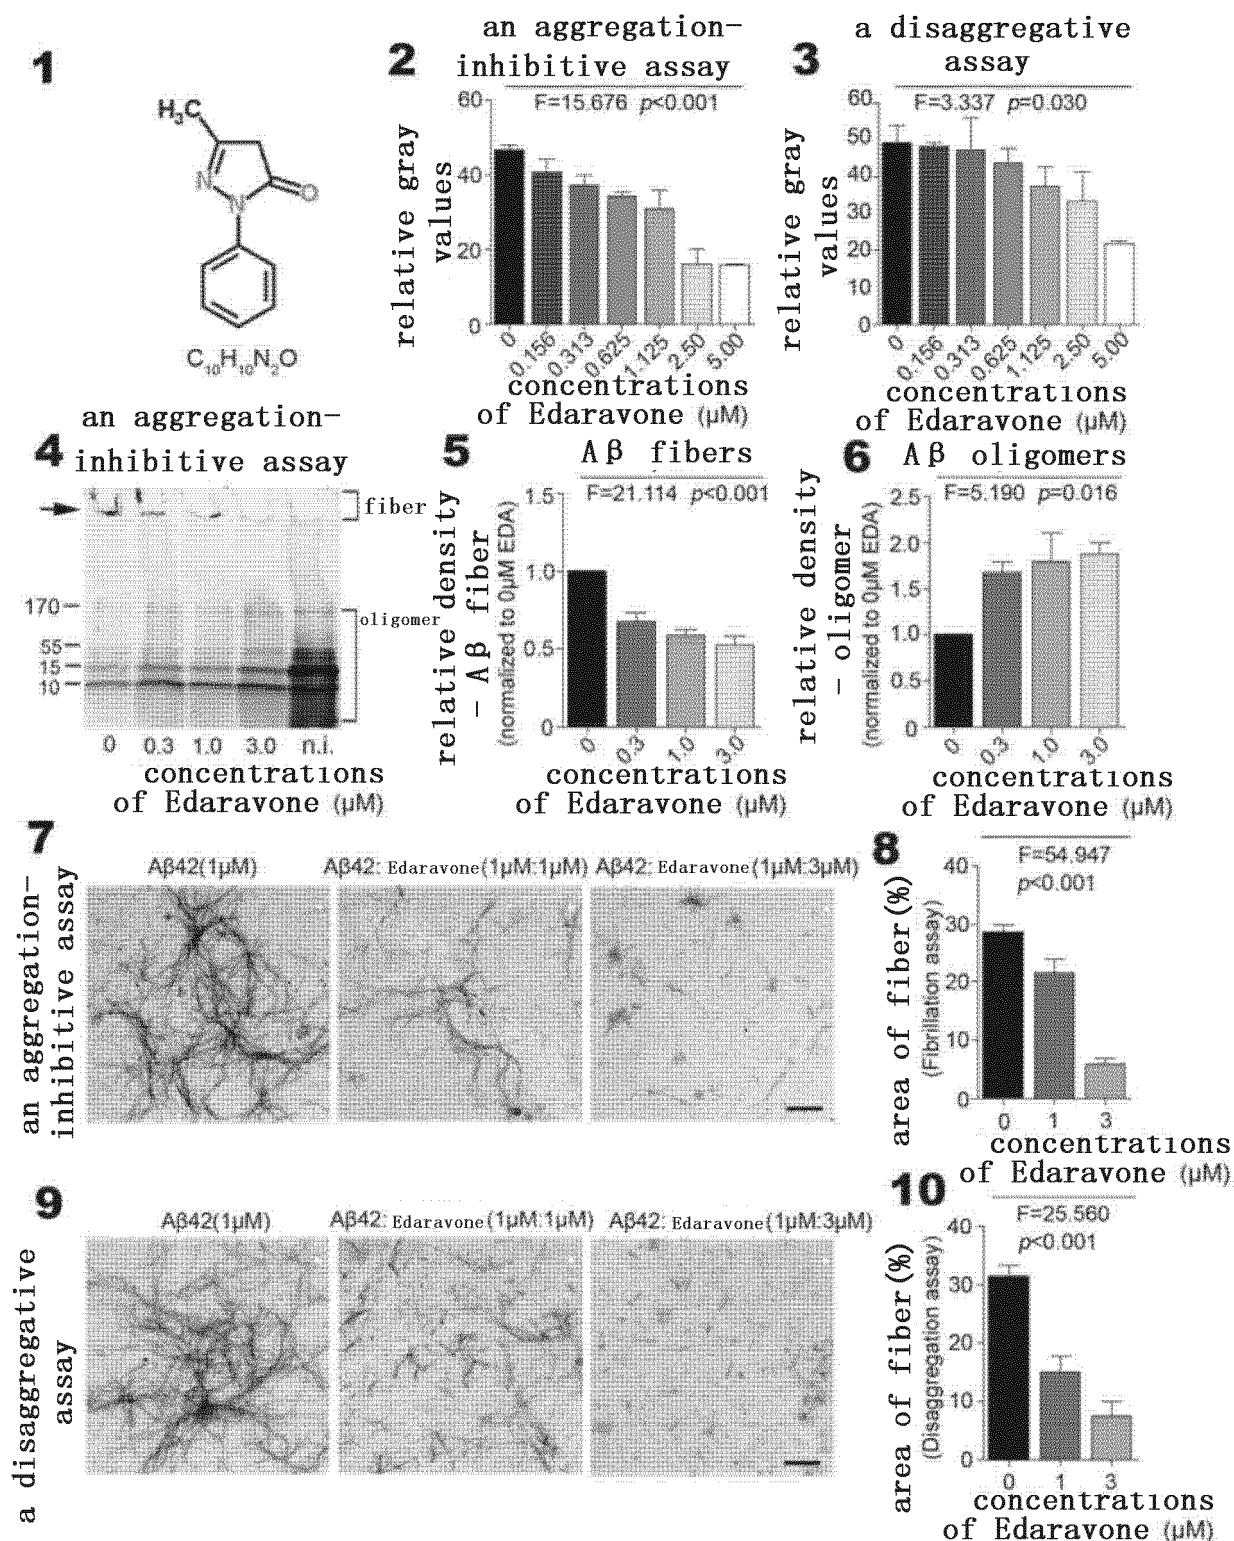 1
H₃C
N
N
O
C₁₀H₁₀N₂O
2
an aggregation-
inhibitive assay
F=15.676 p<0.001
relative gray
values
60
40
20
0
0
0.156
0.313
0.625
1.125
2.50
5.00
concentrations
of Edaravone (μM)
3
a disaggregative
assay
F=3.337 p=0.030
relative gray
values
60
50
40
30
20
10
0
0
0.156
0.313
0.625
1.125
2.50
5.00
concentrations
of Edaravone (μM)
4
an aggregation-
inhibitive assay
fiber
oligomer
170
55
15
10
0 0.3 1.0 3.0 n.i.
concentrations
of Edaravone (μM)
5
Aβ fibers
F=21.114 p<0.001
relative density
- Aβ fiber
(normalized to 0μM EDA)
1.5
1.0
0.5
0
0
0.3
1.0
3.0
concentrations
of Edaravone (μM)
6
Aβ oligomers
F=5.190 p=0.016
relative density
- oligomer
(normalized to 0μM EDA)
2.5
2.0
1.5
1.0
0.5
0
0
0.3
1.0
3.0
concentrations
of Edaravone (μM)
7
an aggregation-
inhibitive assay
Aβ42(1μM)
Aβ42: Edaravone(1μM:1μM)
Aβ42: Edaravone(1μM:3μM)
8
F=54.947
p<0.001
area of fiber(%)
(Fibrillation assay)
40
30
20
10
0
0 1 3
concentrations
of Edaravone (μM)
9
a disaggregative
assay
Aβ42(1μM)
Aβ42: Edaravone(1μM:1μM)
Aβ42: Edaravone(1μM:3μM)
10
F=25.560
p<0.001
area of fiber(%)
(Disaggregation assay)
40
30
20
10
0
0 1 3
concentrations
of Edaravone (μM)